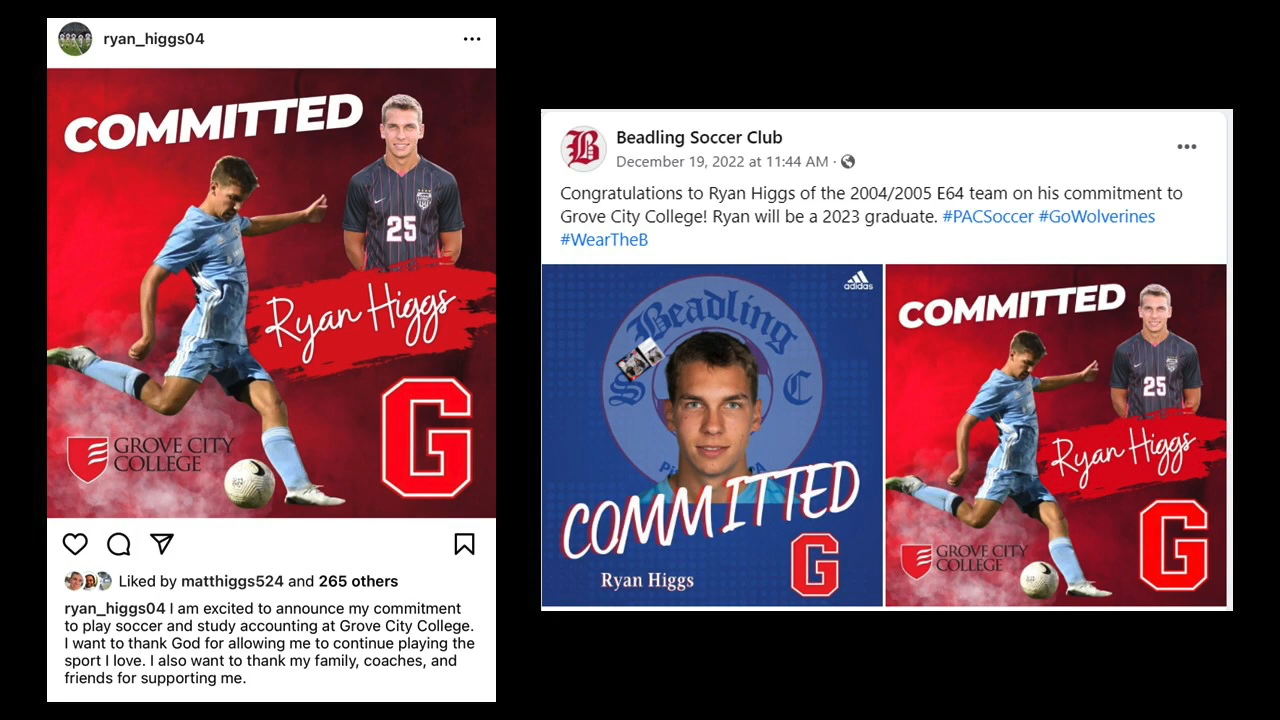 ryan_higgs04
COMMITTED
25
Ryan Higgs
G
GROVE CITY
COLLEGE
Liked by matthiggs524 and 265 others
ryan_higgs04 I am excited to announce my commitment
to play soccer and study accounting at Grove City College.
I want to thank God for allowing me to continue playing the
sport I love. I also want to thank my family, coaches, and
friends for supporting me.
B
Beadling Soccer Club
December 19, 2022 at 11:44 AM ·
Congratulations to Ryan Higgs of the 2004/2005 E64 team on his commitment to
Grove City College! Ryan will be a 2023 graduate. #PACSoccer #GoWolverines
#WearTheB
adidas
Beadling
S C
COMMITTED
G
Ryan Higgs
COMMITTED
25
Ryan Higgs
G
GROVE CITY
COLLEGE